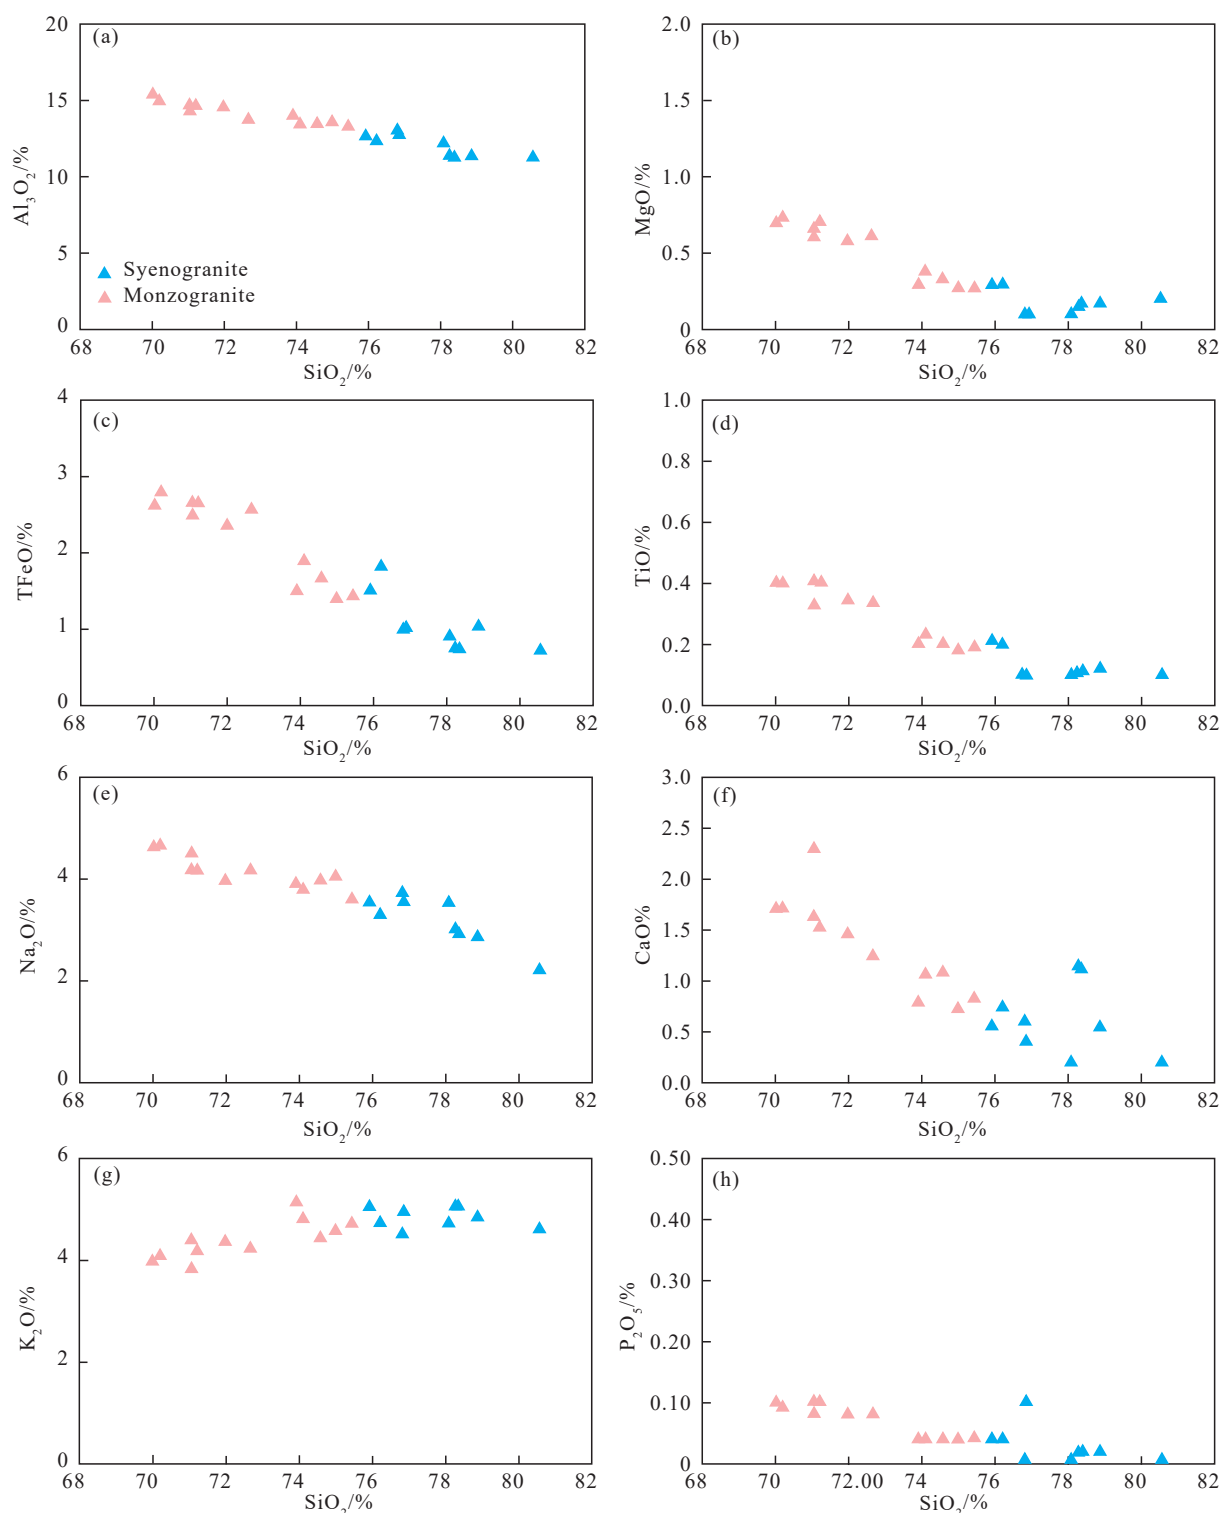 (a)
20
15
10
5
0
Al₃O₂/%
Syenogranite
Monzogranite
68 70 72 74 76 78 80 82
SiO₂/%
(b)
2.0
1.5
1.0
0.5
0
MgO/%
68 70 72 74 76 78 80 82
SiO₂/%
(c)
4
3
2
1
0
TFeO/%
68 70 72 74 76 78 80 82
SiO₂/%
(d)
1.0
0.8
0.6
0.4
0.2
0.0
TiO/%
68 70 72 74 76 78 80 82
SiO₂/%
(e)
6
4
2
0
Na₂O/%
68 70 72 74 76 78 80 82
SiO₂/%
(f)
3.0
2.5
2.0
1.5
1.0
0.5
0.0
CaO%
68 70 72 74 76 78 80 82
SiO₂/%
(g)
6
4
2
0
K₂O/%
68 70 72 74 76 78 80 82
SiO₂/%
(h)
0.50
0.40
0.30
0.20
0.10
0
P₂O₅/%
68 70 72.00 74 76 78 80 82
SiO₂/%